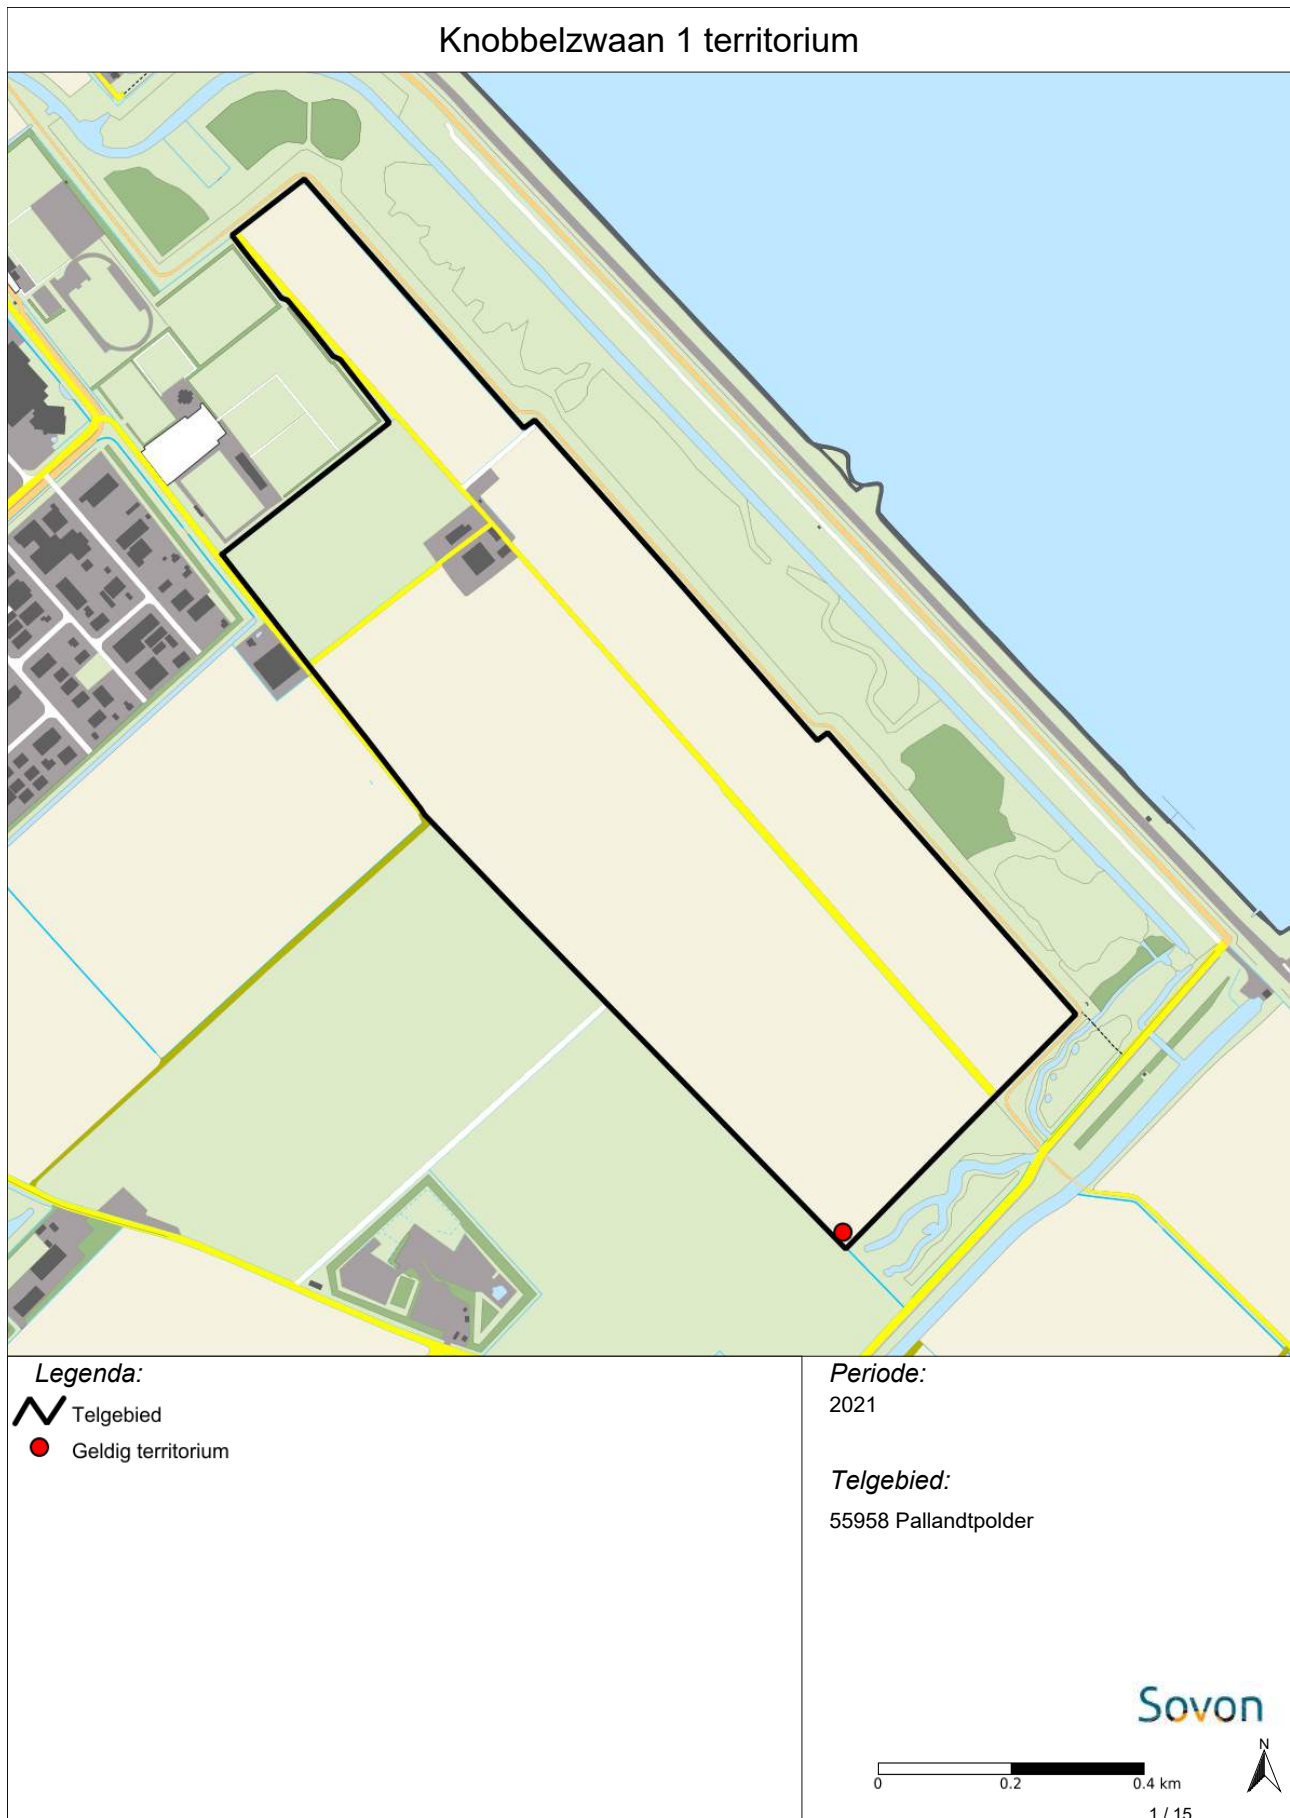 Knobbelzwaan 1 territorium
Legenda:
Telgebied
Geldig territorium
Periode:
2021
Telgebied:
55958 Pallandtpolder
Sovon
N
0 0.2 0.4 km
1 / 15